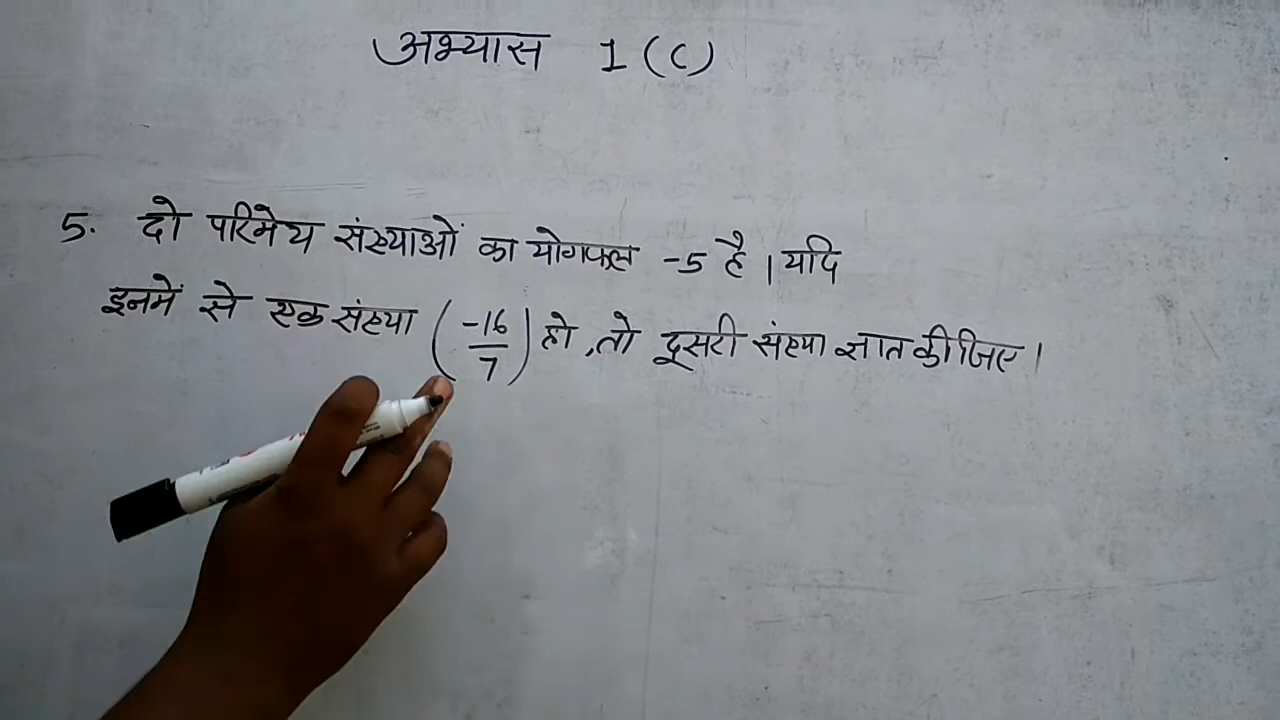 अभ्यास 1 (C)
5. दो परिमेय संख्याओं का योगफल -5 है । यदि
इनमें से एक संख्या (-16/7) हो, तो दूसरी संख्या ज्ञात कीजिए ।